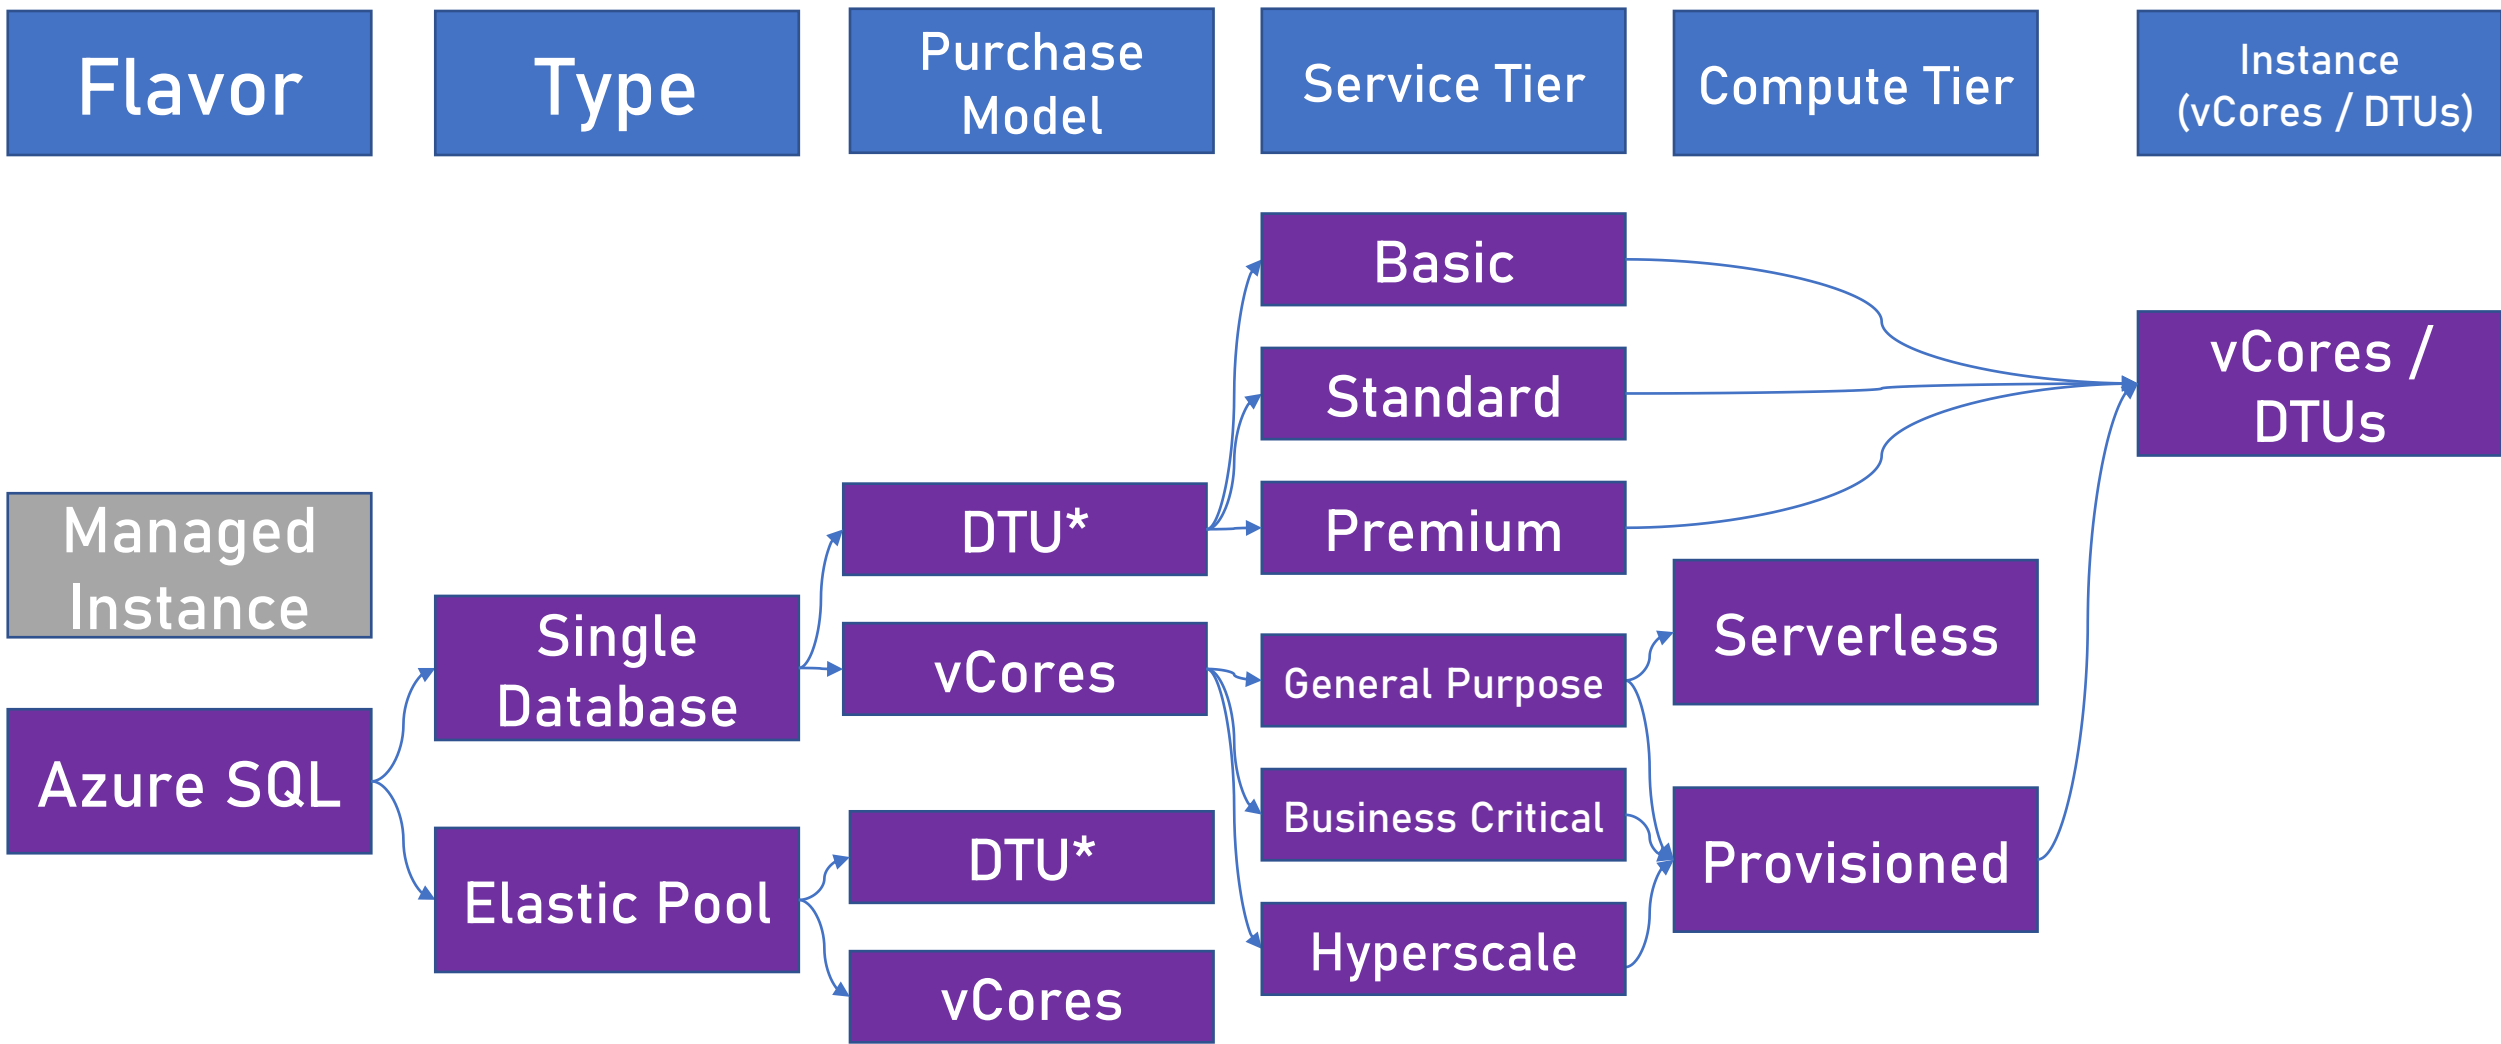 Flavor
Type
Purchase
Model
Service Tier
Compute Tier
Instance
(vCores / DTUs)
Managed
Instance
Azure SQL
Single
Database
Elastic Pool
DTU*
vCores
DTU*
vCores
Basic
Standard
Premium
General Purpose
Business Critical
Hyperscale
Serverless
Provisioned
vCores /
DTUs